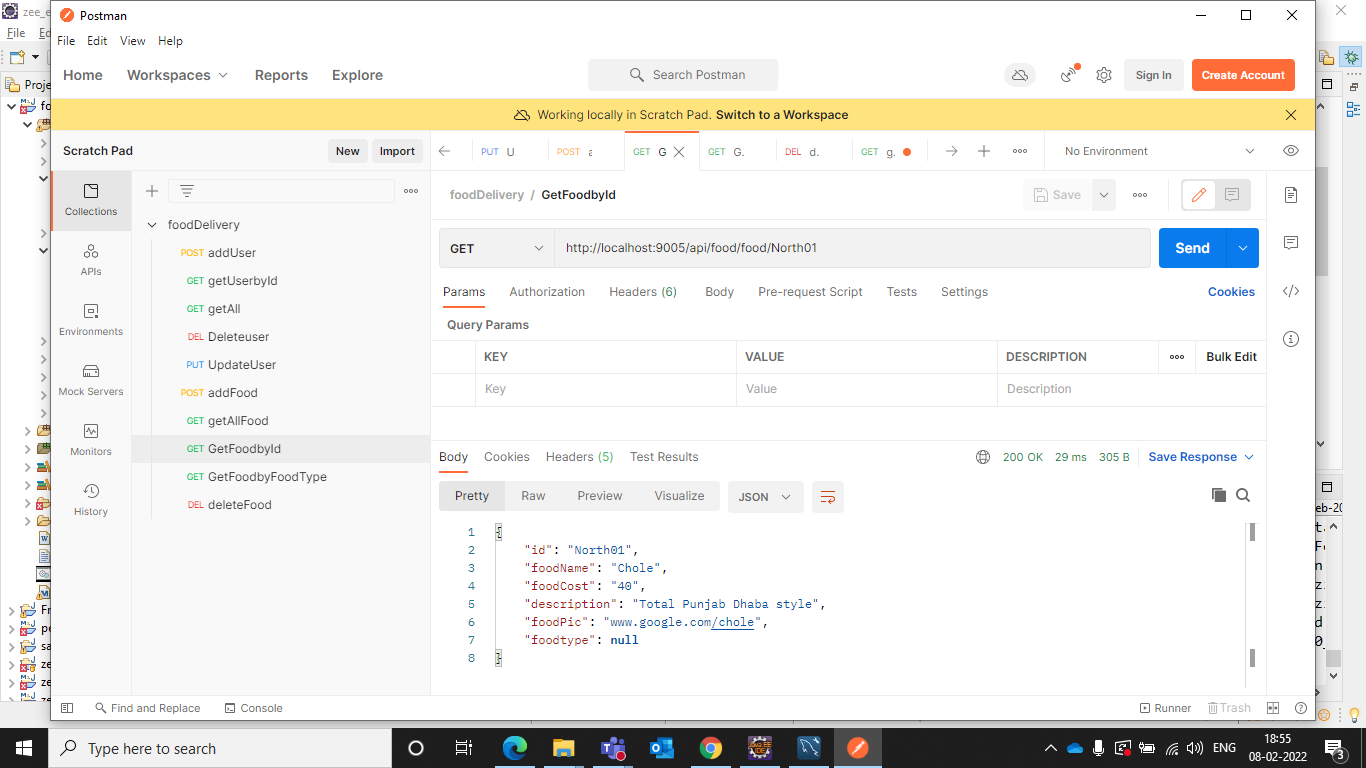 zee_e
Postman
File
File Edit View Help
Home Workspaces Reports Explore
Search Postman
Sign In
Create Account
Proje
Working locally in Scratch Pad. Switch to a Workspace
Scratch Pad
New
Import
PUT U
POST a
GET G
GET G.
DEL d.
GET g.
No Environment
Collections
APIs
Environments
Mock Servers
Monitors
History
foodDelivery
POST addUser
GET getUserbyId
GET getAll
DEL Deleteuser
PUT UpdateUser
POST addFood
GET getAllFood
GET GetFoodbyId
GET GetFoodbyFoodType
DEL deleteFood
foodDelivery / GetFoodbyId
Save
GET
http://localhost:9005/api/food/food/North01
Send
Params Authorization Headers (6) Body Pre-request Script Tests Settings
Cookies
Query Params
KEY VALUE DESCRIPTION
Bulk Edit
Key Value Description
Body Cookies Headers (5) Test Results
200 OK 29 ms 305 B
Save Response
Pretty Raw Preview Visualize
JSON
1 {
2 "id": "North01",
3 "foodName": "Chole",
4 "foodCost": "40",
5 "description": "Total Punjab Dhaba style",
6 "foodPic": "www.google.com/chole",
7 "foodtype": null
8 }
eb-20
Find and Replace
Console
Runner
Trash
Type here to search
ENG
18:55
08-02-2022
3